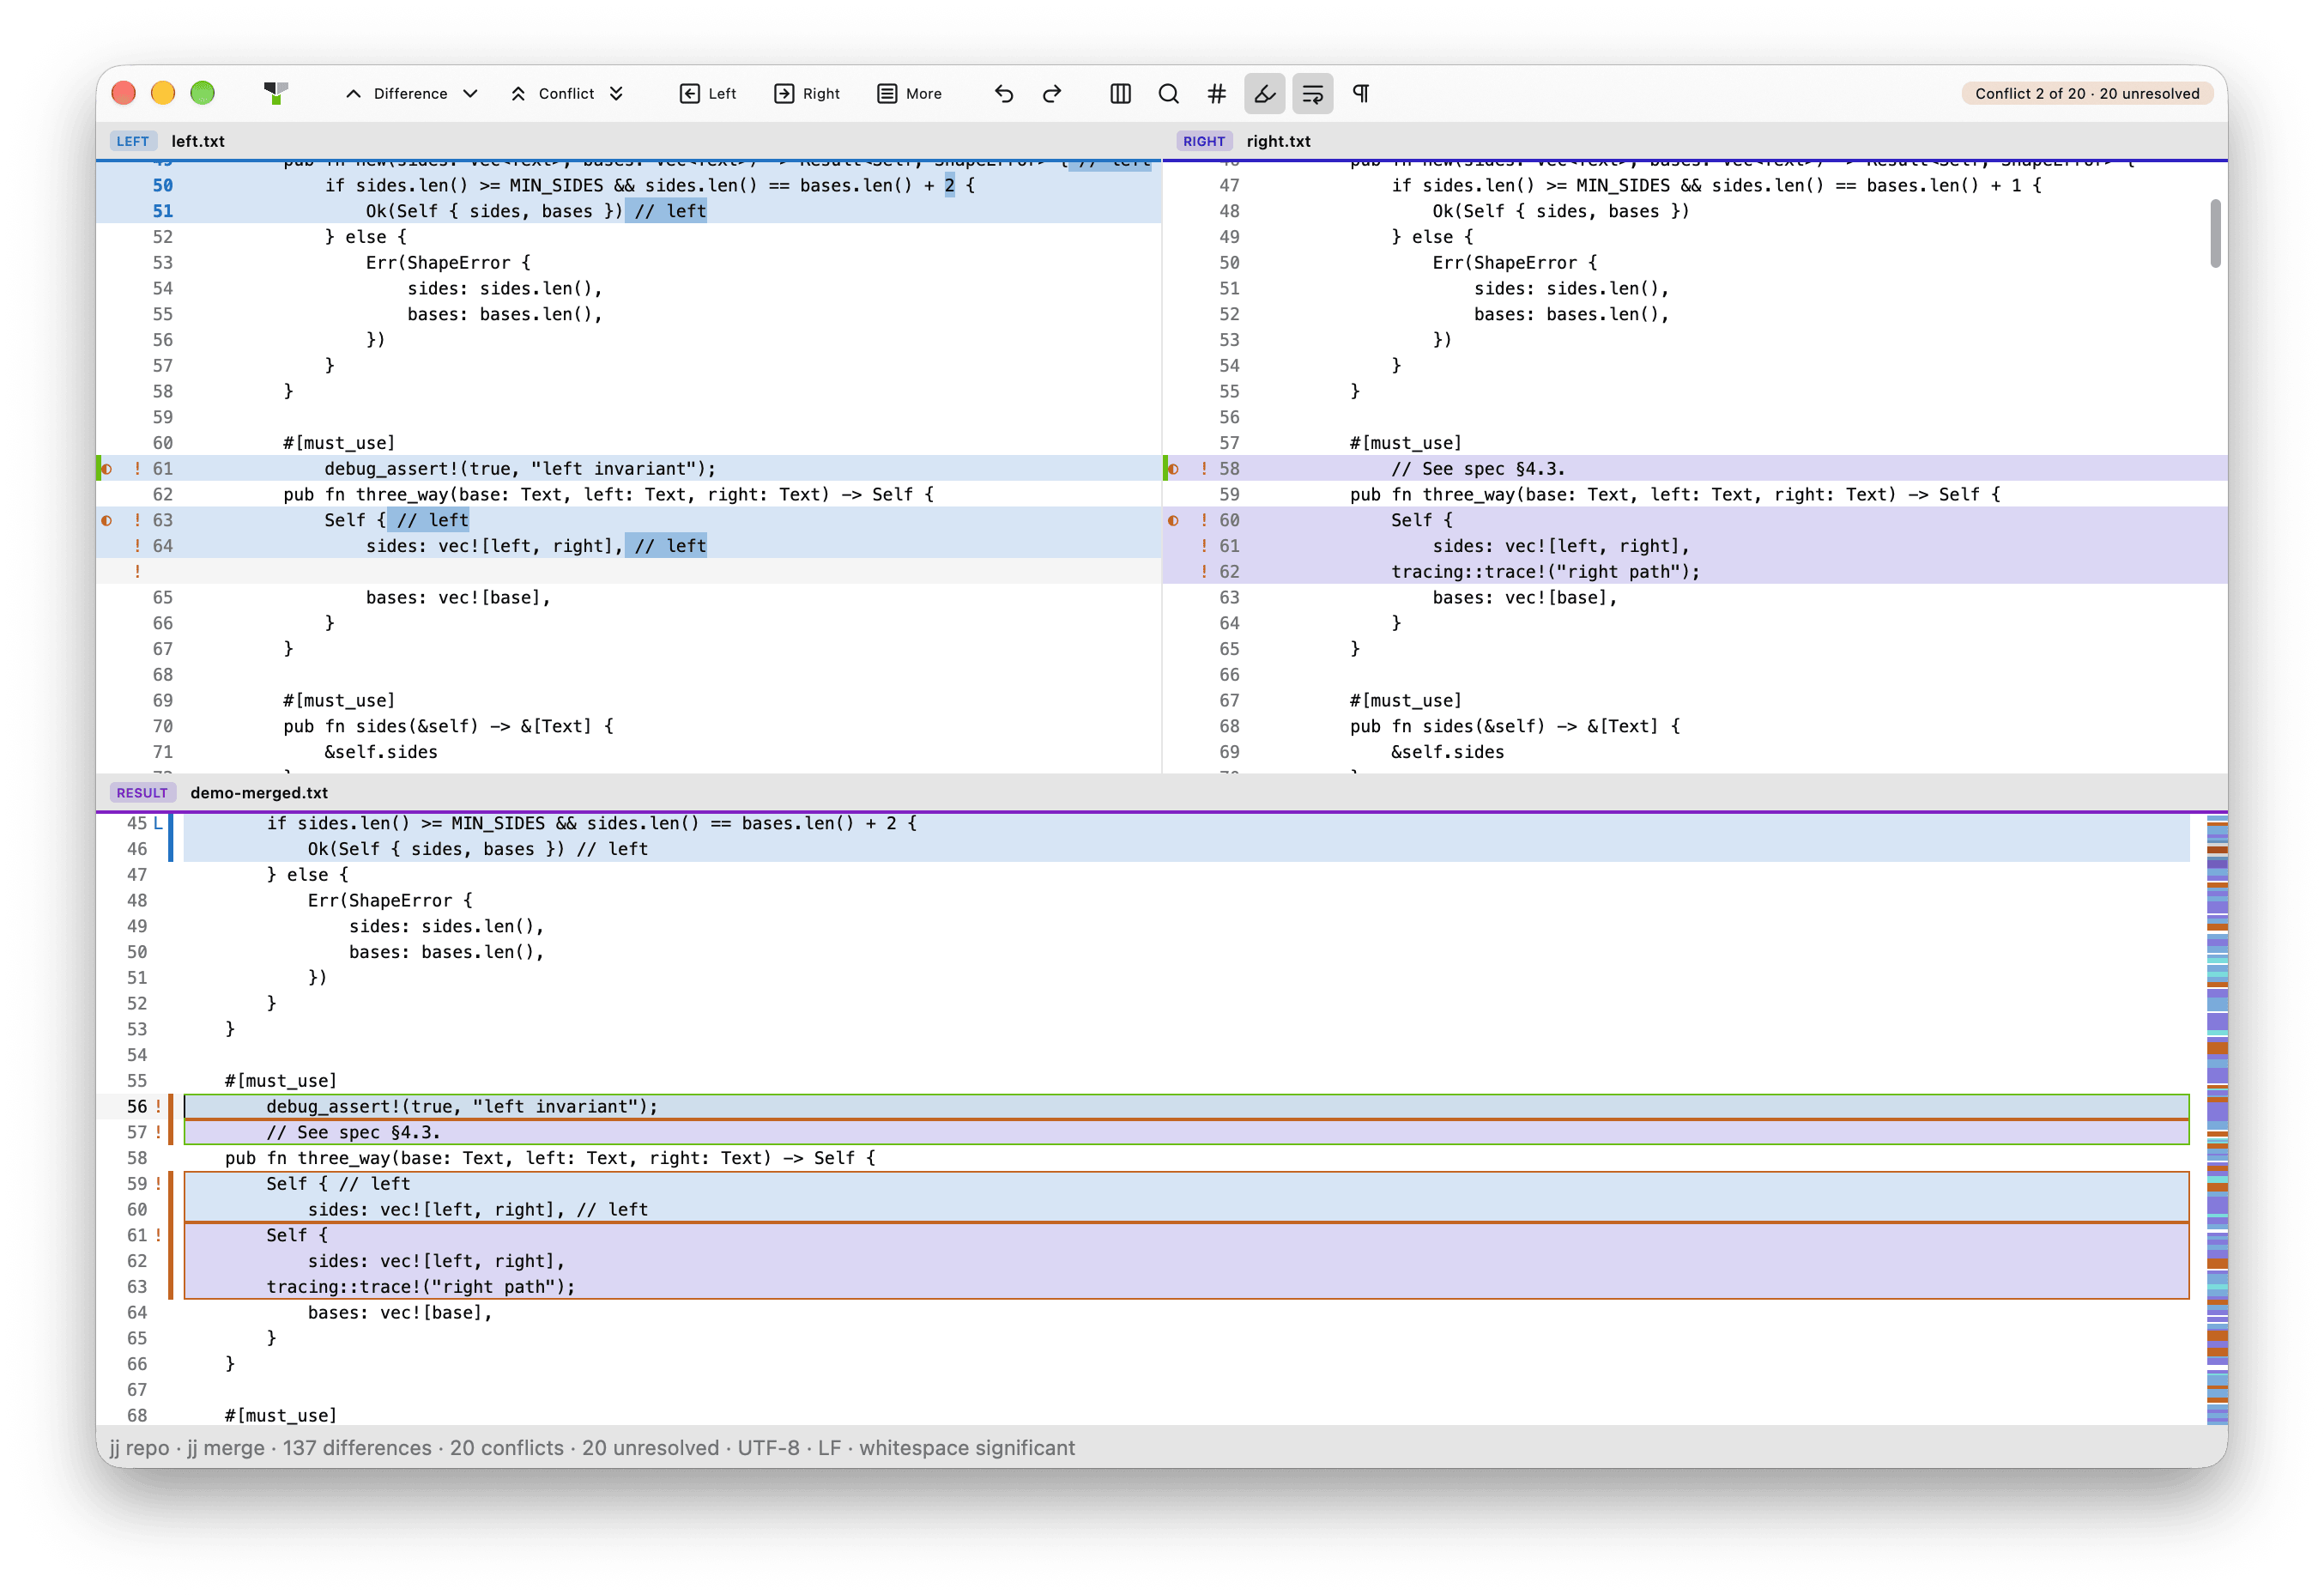 Difference
Conflict
Left
Right
More
Conflict 2 of 20 · 20 unresolved
LEFT left.txt
50 if sides.len() >= MIN_SIDES && sides.len() == bases.len() + 2 {
51 Ok(Self { sides, bases }) // left
52 } else {
53 Err(ShapeError {
54 sides: sides.len(),
55 bases: bases.len(),
56 })
57 }
58 }
59
60 #[must_use]
! 61 debug_assert!(true, "left invariant");
62 pub fn three_way(base: Text, left: Text, right: Text) -> Self {
! 63 Self { // left
! 64 sides: vec![left, right], // left
!
65 bases: vec![base],
66 }
67 }
68
69 #[must_use]
70 pub fn sides(&self) -> &[Text] {
71 &self.sides
RIGHT right.txt
47 if sides.len() >= MIN_SIDES && sides.len() == bases.len() + 1 {
48 Ok(Self { sides, bases })
49 } else {
50 Err(ShapeError {
51 sides: sides.len(),
52 bases: bases.len(),
53 })
54 }
55 }
56
57 #[must_use]
! 58 // See spec §4.3.
59 pub fn three_way(base: Text, left: Text, right: Text) -> Self {
! 60 Self {
! 61 sides: vec![left, right],
! 62 tracing::trace!("right path");
63 bases: vec![base],
64 }
65 }
66
67 #[must_use]
68 pub fn sides(&self) -> &[Text] {
69 &self.sides
RESULT demo-merged.txt
45 L if sides.len() >= MIN_SIDES && sides.len() == bases.len() + 2 {
46 Ok(Self { sides, bases }) // left
47 } else {
48 Err(ShapeError {
49 sides: sides.len(),
50 bases: bases.len(),
51 })
52 }
53 }
54
55 #[must_use]
56 ! debug_assert!(true, "left invariant");
57 ! // See spec §4.3.
58 pub fn three_way(base: Text, left: Text, right: Text) -> Self {
59 ! Self { // left
60 sides: vec![left, right], // left
61 ! Self {
62 sides: vec![left, right],
63 tracing::trace!("right path");
64 bases: vec![base],
65 }
66 }
67
68 #[must_use]
jj repo · jj merge · 137 differences · 20 conflicts · 20 unresolved · UTF-8 · LF · whitespace significant